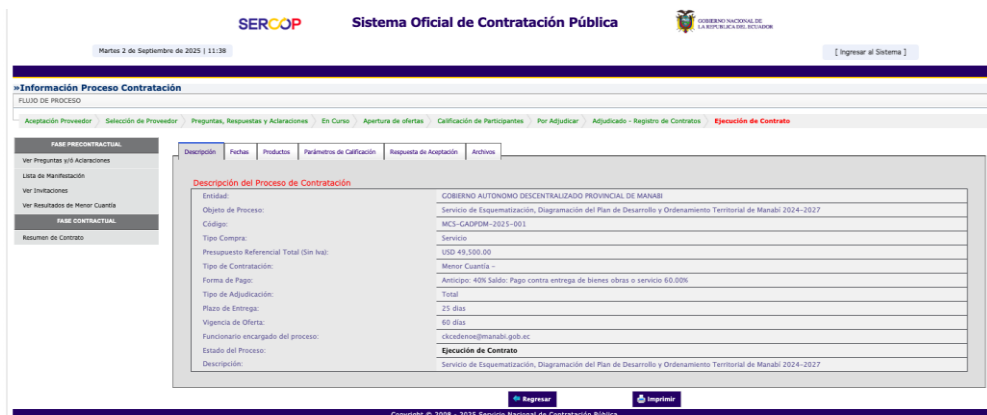 SERCOP
Sistema Oficial de Contratación Pública
GOBIERNO NACIONAL DE
LA REPUBLICA DEL ECUADOR
Martes 2 de Septiembre de 2025 | 11:38
[ Ingresar al Sistema ]
»Información Proceso Contratación
FLUJO DE PROCESO
Aceptación Proveedor
Selección de Proveedor
Preguntas, Respuestas y Aclaraciones
En Curso
Apertura de ofertas
Calificación de Participantes
Por Adjudicar
Adjudicado - Registro de Contratos
Ejecución de Contrato
FASE PRECONTRACTUAL
Ver Preguntas y/ó Aclaraciones
Lista de Manifestación
Ver Invitaciones
Ver Resultados de Menor Cuantía
FASE CONTRACTUAL
Resumen de Contrato
Descripción
Fechas
Productos
Parámetros de Calificación
Respuesta de Aceptación
Archivos
Descripción del Proceso de Contratación
Entidad: GOBIERNO AUTONOMO DESCENTRALIZADO PROVINCIAL DE MANABI
Objeto de Proceso: Servicio de Esquematización, Diagramación del Plan de Desarrollo y Ordenamiento Territorial de Manabí 2024-2027
Código: MCS-GADPDM-2025-001
Tipo Compra: Servicio
Presupuesto Referencial Total (Sin Iva): USD 49,500.00
Tipo de Contratación: Menor Cuantía -
Forma de Pago: Anticipo: 40% Saldo: Pago contra entrega de bienes obras o servicio 60.00%
Tipo de Adjudicación: Total
Plazo de Entrega: 25 días
Vigencia de Oferta: 60 días
Funcionario encargado del proceso: ckcedenoe@manabi.gob.ec
Estado del Proceso: Ejecución de Contrato
Descripción: Servicio de Esquematización, Diagramación del Plan de Desarrollo y Ordenamiento Territorial de Manabí 2024-2027
Regresar
Imprimir
Copyright © 2008 - 2025 Servicio Nacional de Contratación Pública